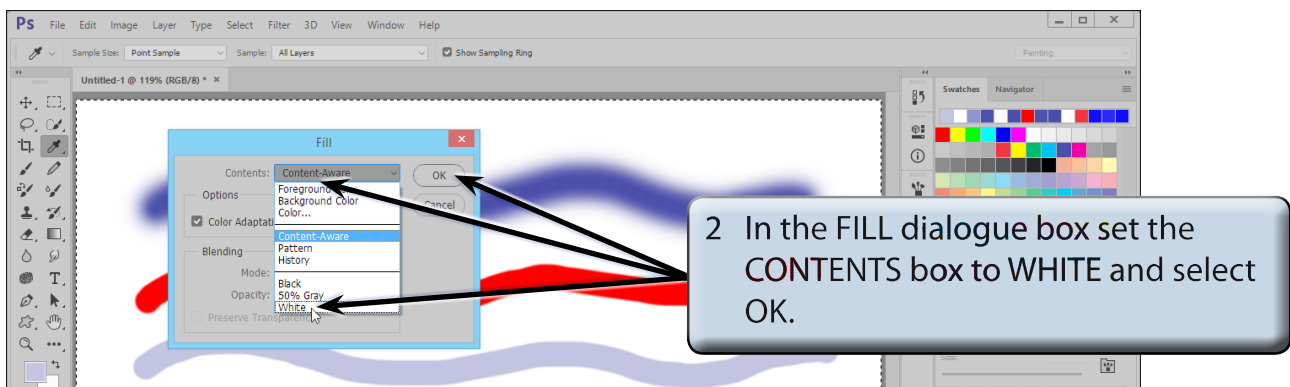 Ps File Edit Image Layer Type Select Filter 3D View Window Help
Sample Size: Point Sample Sample: All Layers Show Sampling Ring Painting
Untitled-1 @ 119% (RGB/8) * ×
Swatches Navigator
Fill
Contents: Content-Aware OK
Foreground
Options Background Color Cancel
Color...
Color Adaptati
Content-Aware
Blending Pattern
History
Mode:
Black
Opacity: 50% Gray
White
Preserve Transparency
2 In the FILL dialogue box set the
CONTENTS box to WHITE and select
OK.
Size: